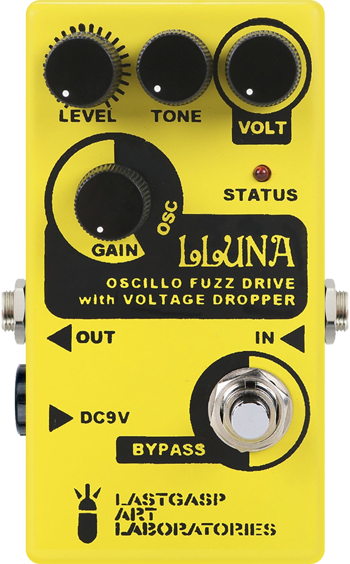 LEVEL TONE VOLT
STATUS
GAIN OSC
LLUNA
OSCILLO FUZZ DRIVE
with VOLTAGE DROPPER
OUT IN
DC9V
BYPASS
LASTGASP
ART
LABORATORIES